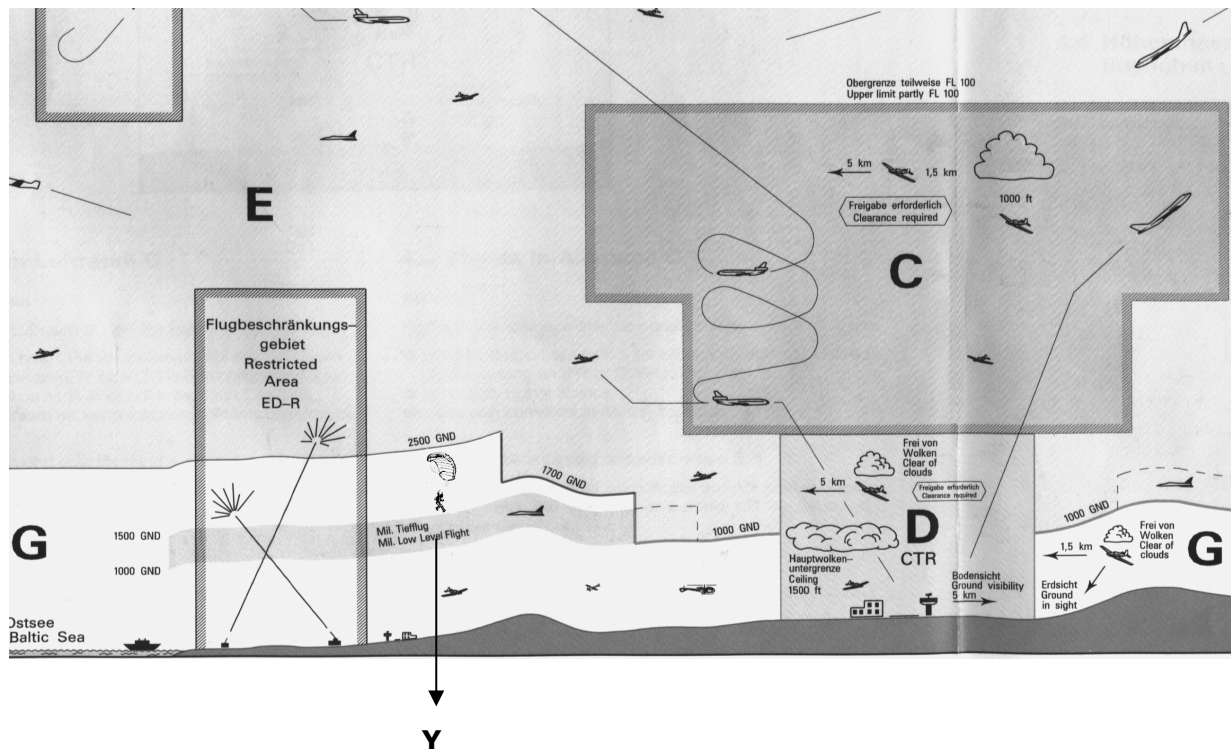 Obergrenze teilweise FL 100
Upper limit partly FL 100
5 km
1,5 km
1000 ft
Freigabe erforderlich
Clearance required
E
C
Flugbeschränkungs–
gebiet
Restricted
Area
ED–R
2500 GND
1700 GND
Frei von
Wolken
Clear of
clouds
5 km
Freigabe erforderlich
Clearance required
G
1500 GND
1000 GND
Mil. Tiefflug
Mil. Low Level Flight
1000 GND
D
CTR
Hauptwolken–
untergrenze
Ceiling
1500 ft
Bodensicht
Ground visibility
5 km
1000 GND
Frei von
Wolken
Clear of
clouds
1,5 km
G
Erdsicht
Ground
in sight
Ostsee
Baltic Sea
Y